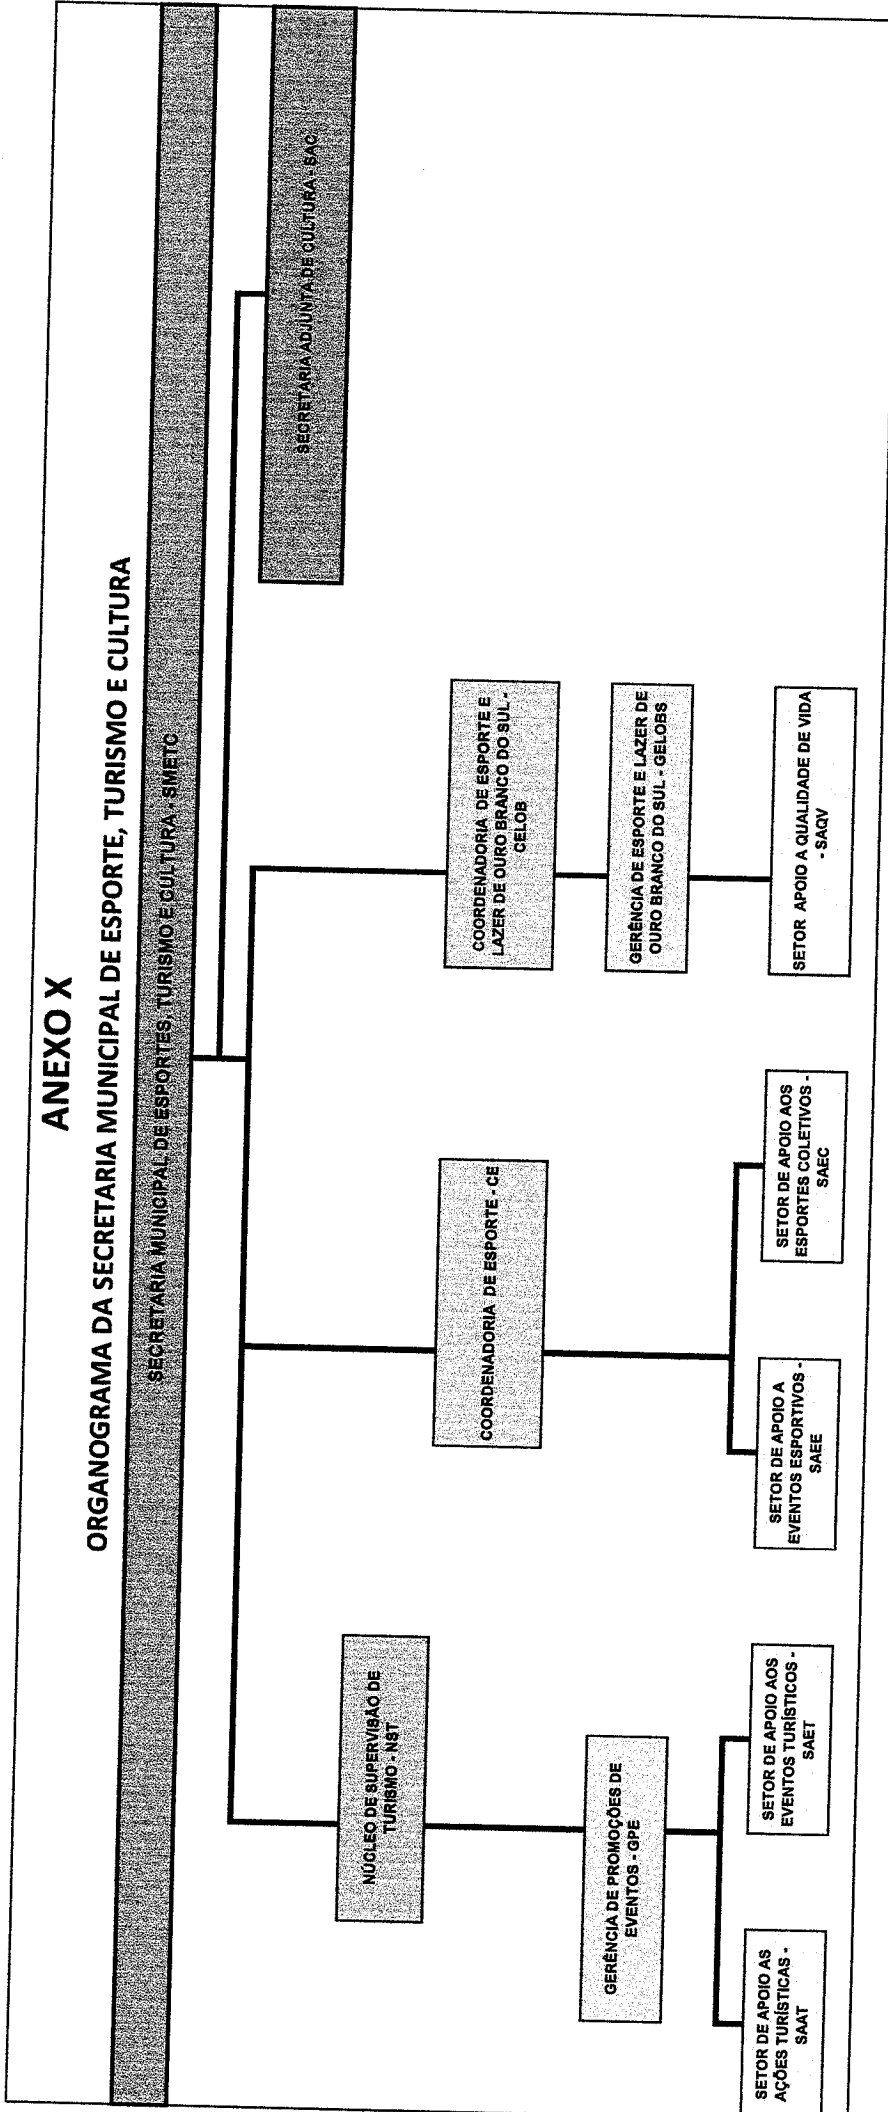 ANEXO X
ORGANOGRAMA DA SECRETARIA MUNICIPAL DE ESPORTE, TURISMO E CULTURA
SECRETARIA MUNICIPAL DE ESPORTES, TURISMO E CULTURA - SMETC
SECRETARIA ADJUNTA DE CULTURA - SAC
NÚCLEO DE SUPERVISÃO DE
TURISMO - NST
COORDENADORIA DE ESPORTE - CE
COORDENADORIA DE ESPORTE E
LAZER DE OURO BRANCO DO SUL -
CELOB
GERÊNCIA DE PROMOÇÕES DE
EVENTOS - GPE
GERÊNCIA DE ESPORTE E LAZER DE
OURO BRANCO DO SUL - GELOBS
SETOR DE APOIO AS
AÇÕES TURÍSTICAS -
SAAT
SETOR DE APOIO AOS
EVENTOS TURÍSTICOS -
SAET
SETOR DE APOIO A
EVENTOS ESPORTIVOS -
SAEE
SETOR DE APOIO AOS
ESPORTES COLETIVOS -
SAEC
SETOR APOIO A QUALIDADE DE VIDA
- SAQV